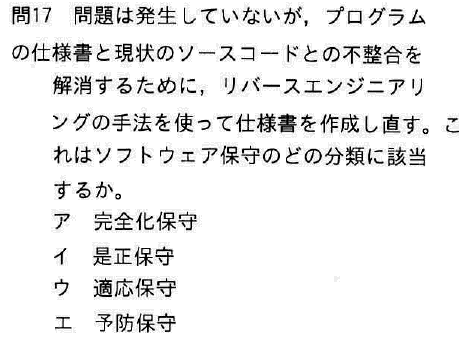 問17　問題は発生していないが，プログラム
の仕様書と現状のソースコードとの不整合を
解消するために，リバースエンジニアリ
ングの手法を使って仕様書を作成し直す。こ
れはソフトウェア保守のどの分類に該当
するか。
ア　完全化保守
イ　是正保守
ウ　適応保守
エ　予防保守